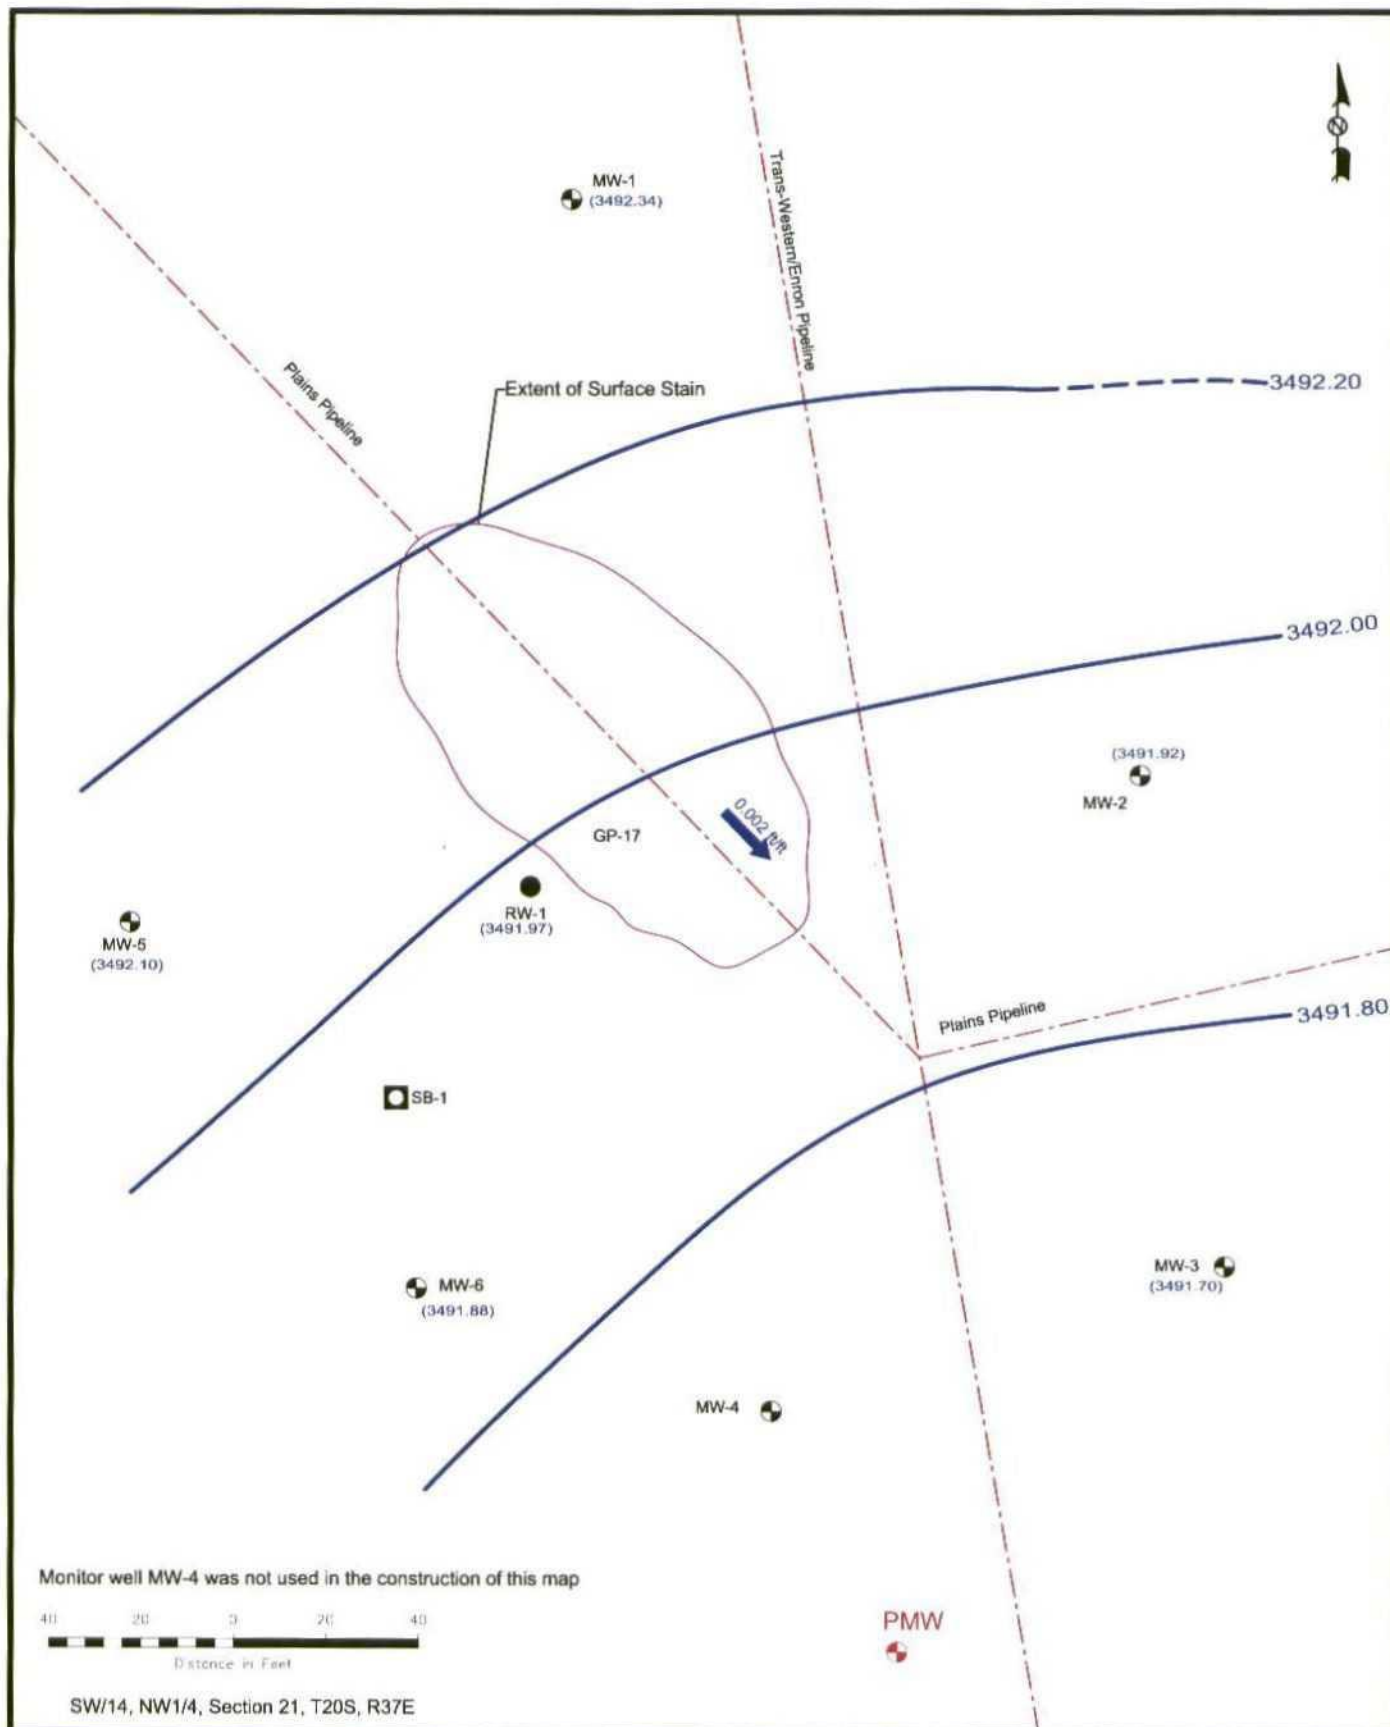 MW-1
(3492.34)
Trans-Western/Enron Pipeline
Plains Pipeline
Extent of Surface Stain
3492.20
3492.00
(3491.92)
MW-2
0.002 ft/ft
GP-17
RW-1
(3491.97)
MW-5
(3492.10)
Plains Pipeline
3491.80
SB-1
MW-6
(3491.88)
MW-3
(3491.70)
MW-4
Monitor well MW-4 was not used in the construction of this map
40 20 0 20 40
Distance in Feet
PMW
SW/14, NW1/4, Section 21, T20S, R37E